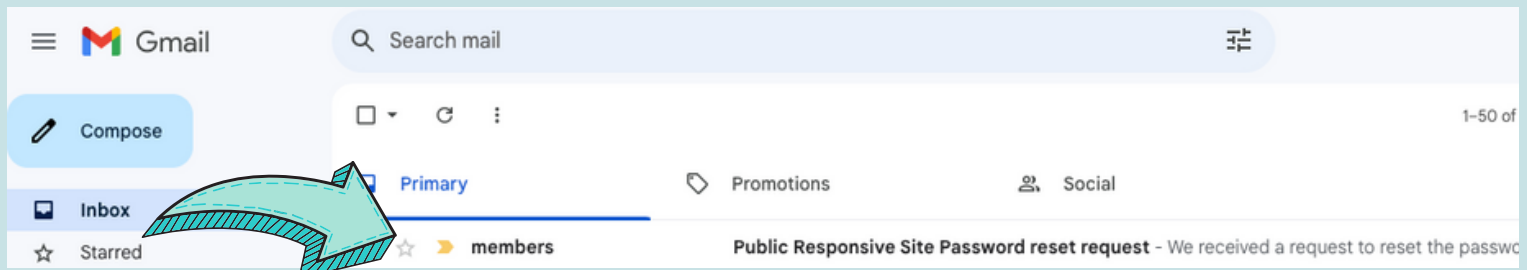 Gmail
Search mail
Compose
1–50 of
Primary
Promotions
Social
Inbox
members
Public Responsive Site Password reset request - We received a request to reset the passwo
Starred